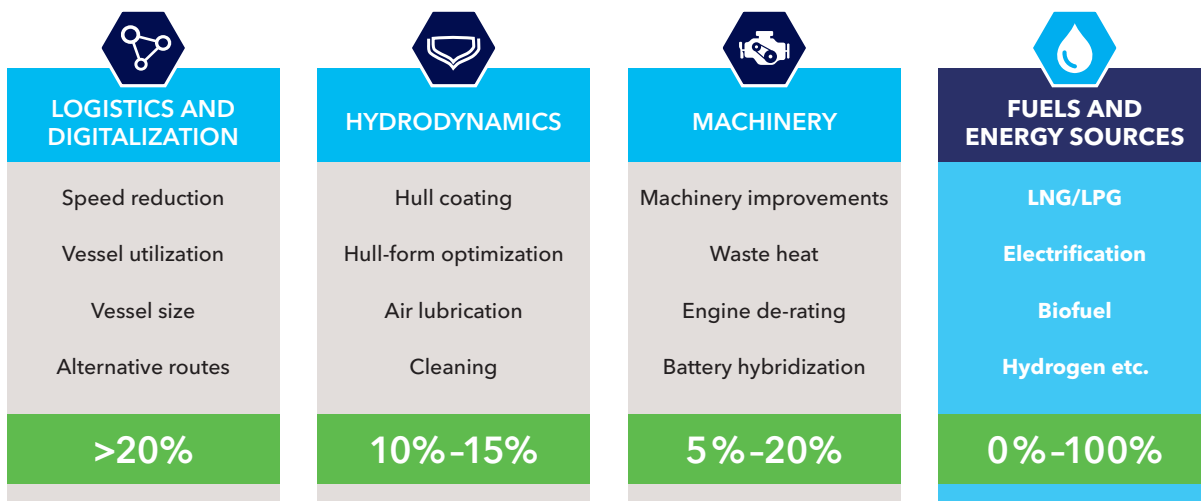 LOGISTICS AND
DIGITALIZATION
Speed reduction
Vessel utilization
Vessel size
Alternative routes
>20%
HYDRODYNAMICS
Hull coating
Hull-form optimization
Air lubrication
Cleaning
10%–15%
MACHINERY
Machinery improvements
Waste heat
Engine de-rating
Battery hybridization
5%–20%
FUELS AND
ENERGY SOURCES
LNG/LPG
Electrification
Biofuel
Hydrogen etc.
0%–100%